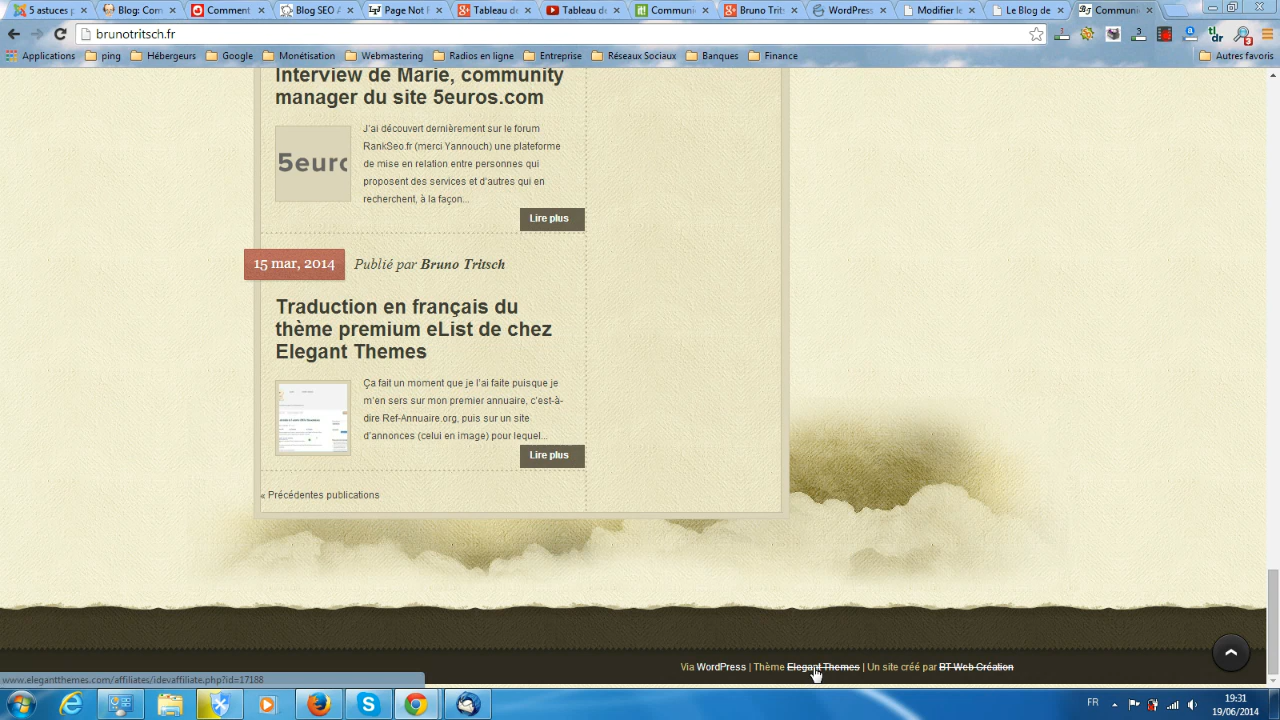 5 astuces p
Blog: Com
Comment
Blog SEO A
Page Not F
Tableau de
Tableau de
Communi
Bruno Trits
WordPress
Modifier le
Le Blog de
Communi
brunotritsch.fr
Applications
ping
Hébergeurs
Google
Monétisation
Webmastering
Radios en ligne
Entreprise
Réseaux Sociaux
Banques
Finance
Autres favoris
Interview de Marie, community
manager du site 5euros.com
5euro
J'ai découvert dernièrement sur le forum
RankSeo.fr (merci Yannouch) une plateforme
de mise en relation entre personnes qui
proposent des services et d'autres qui en
recherchent, à la façon...
Lire plus
15 mar, 2014
Publié par Bruno Tritsch
Traduction en français du
thème premium eList de chez
Elegant Themes
Ça fait un moment que je l'ai faite puisque je
m'en sers sur mon premier annuaire, c'est-à-
dire Ref-Annuaire.org, puis sur un site
d'annonces (celui en image) pour lequel...
Lire plus
« Précédentes publications
Via WordPress | Thème Elegant Themes | Un site créé par BT Web Création
www.elegantthemes.com/affiliates/idevaffiliate.php?id=17188
FR
19:31
19/06/2014